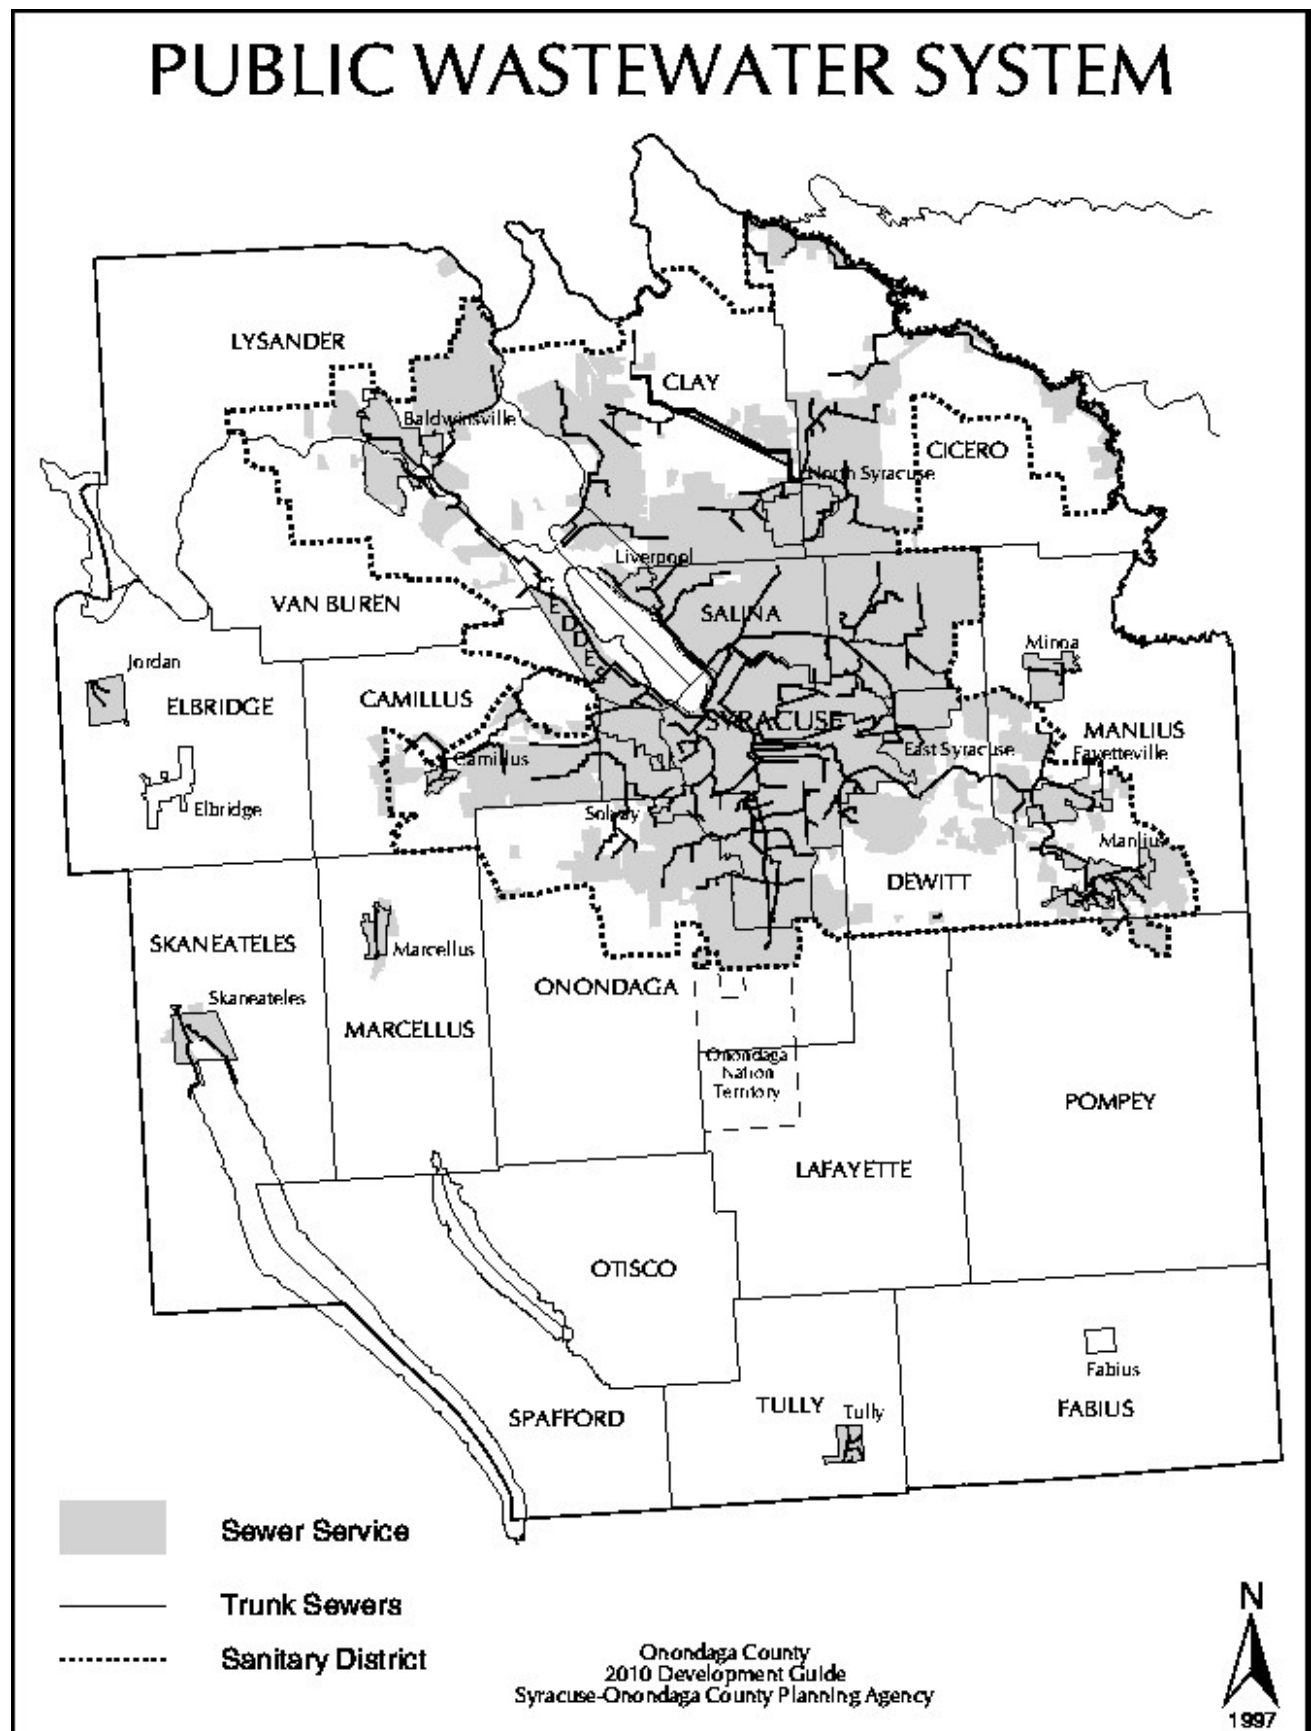 PUBLIC WASTEWATER SYSTEM
LYSANDER
CLAY
Baldwinsville
CICERO
North Syracuse
Liverpool
VAN BUREN
GEDDES
SALINA
Minoa
Jordan
ELBRIDGE
CAMILLUS
SYRACUSE
MANLIUS
East Syracuse
Fayetteville
Camillus
Elbridge
Solvay
Manlius
DEWITT
SKANEATELES
Marcellus
ONONDAGA
Skaneateles
MARCELLUS
Onondaga
Nation
Territory
POMPEY
LAFAYETTE
OTISCO
Fabius
TULLY
Tully
FABIUS
SPAFFORD
Sewer Service
Trunk Sewers
Sanitary District
Onondaga County
2010 Development Guide
Syracuse-Onondaga County Planning Agency
N
1997